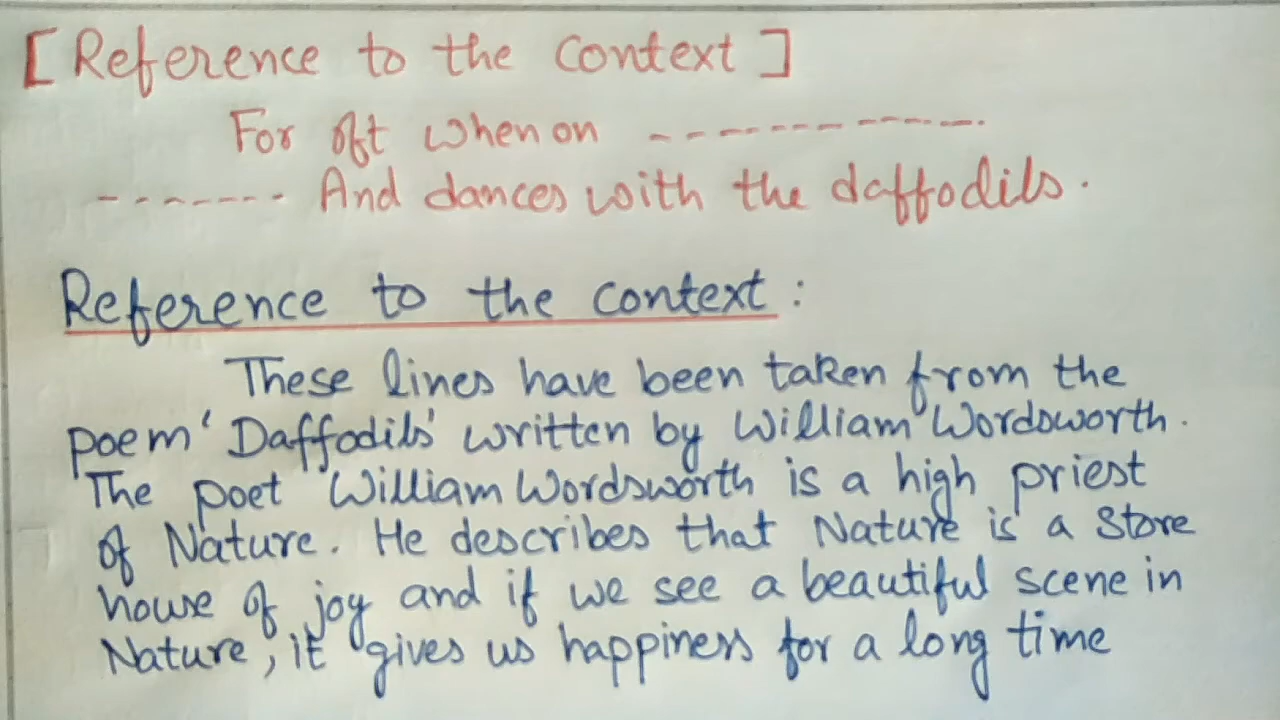 [Reference to the context]
For oft when on -------------.
------- And dances with the daffodils.
Reference to the context :
These lines have been taken from the
poem 'Daffodils' written by William Wordsworth.
The poet William Wordsworth is a high priest
of Nature. He describes that Nature is a store
house of joy and if we see a beautiful scene in
Nature, it gives us happiness for a long time